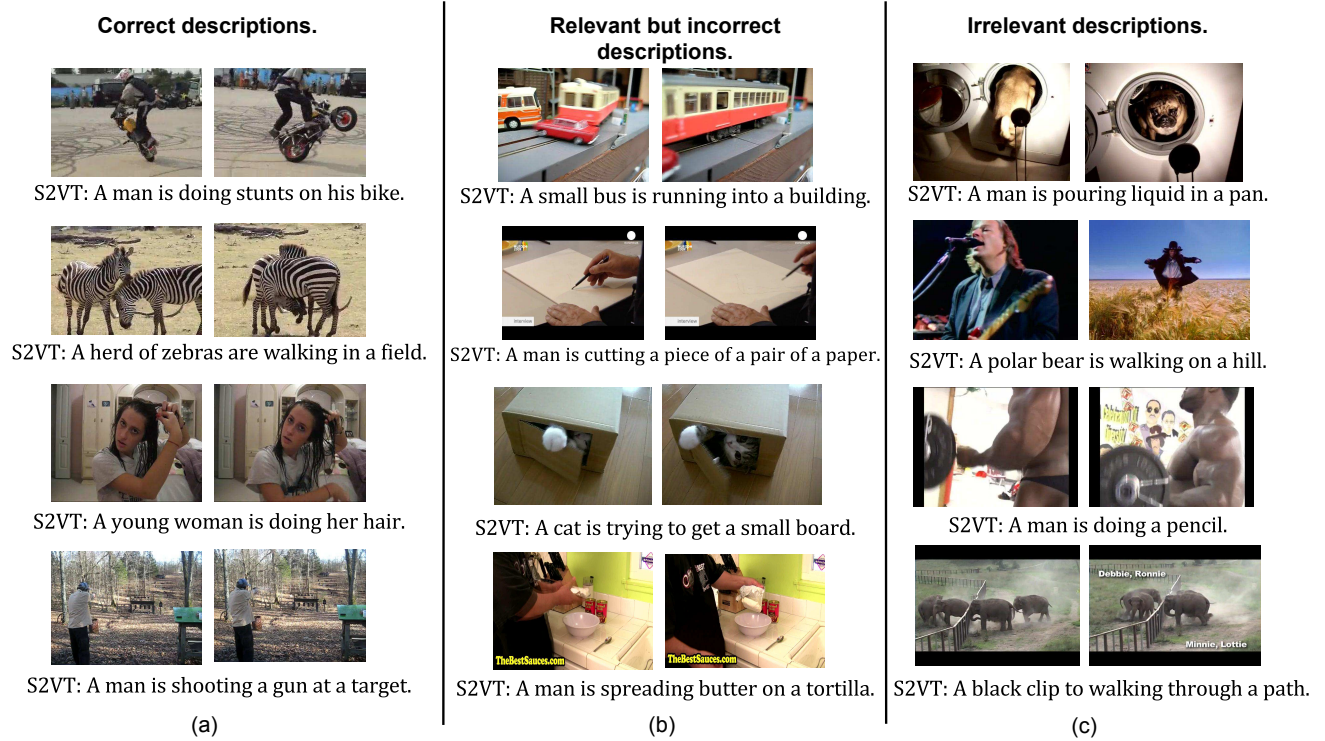 Correct descriptions.
S2VT: A man is doing stunts on his bike.
S2VT: A herd of zebras are walking in a field.
S2VT: A young woman is doing her hair.
S2VT: A man is shooting a gun at a target.
(a)
Relevant but incorrect
descriptions.
S2VT: A small bus is running into a building.
Interview
Interview
S2VT: A man is cutting a piece of a pair of a paper.
S2VT: A cat is trying to get a small board.
TheBestSauces.com
TheBestSauces.com
S2VT: A man is spreading butter on a tortilla.
(b)
Irrelevant descriptions.
S2VT: A man is pouring liquid in a pan.
S2VT: A polar bear is walking on a hill.
S2VT: A man is doing a pencil.
Debbie, Ronnie
Minnie, Lottie
S2VT: A black clip to walking through a path.
(c)